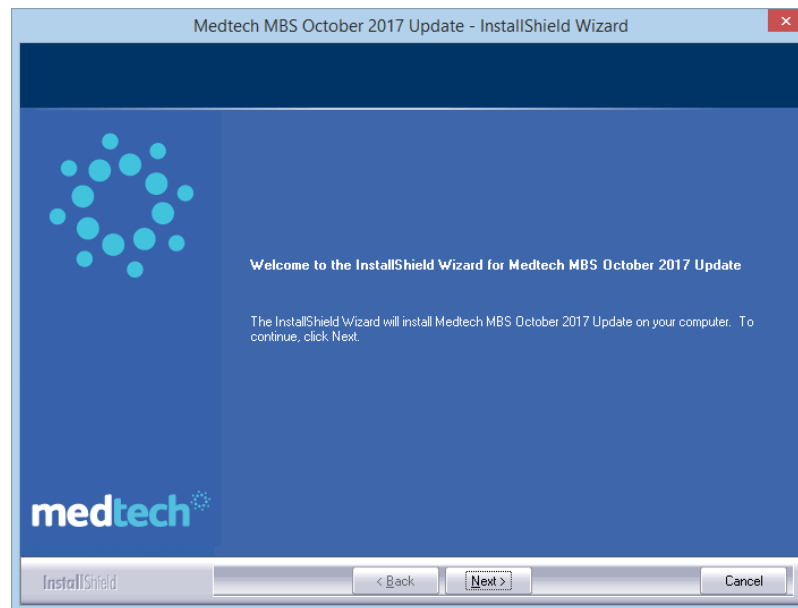 Medtech MBS October 2017 Update - InstallShield Wizard
Welcome to the InstallShield Wizard for Medtech MBS October 2017 Update
The InstallShield Wizard will install Medtech MBS October 2017 Update on your computer. To
continue, click Next.
medtech
InstallShield
< Back
Next >
Cancel